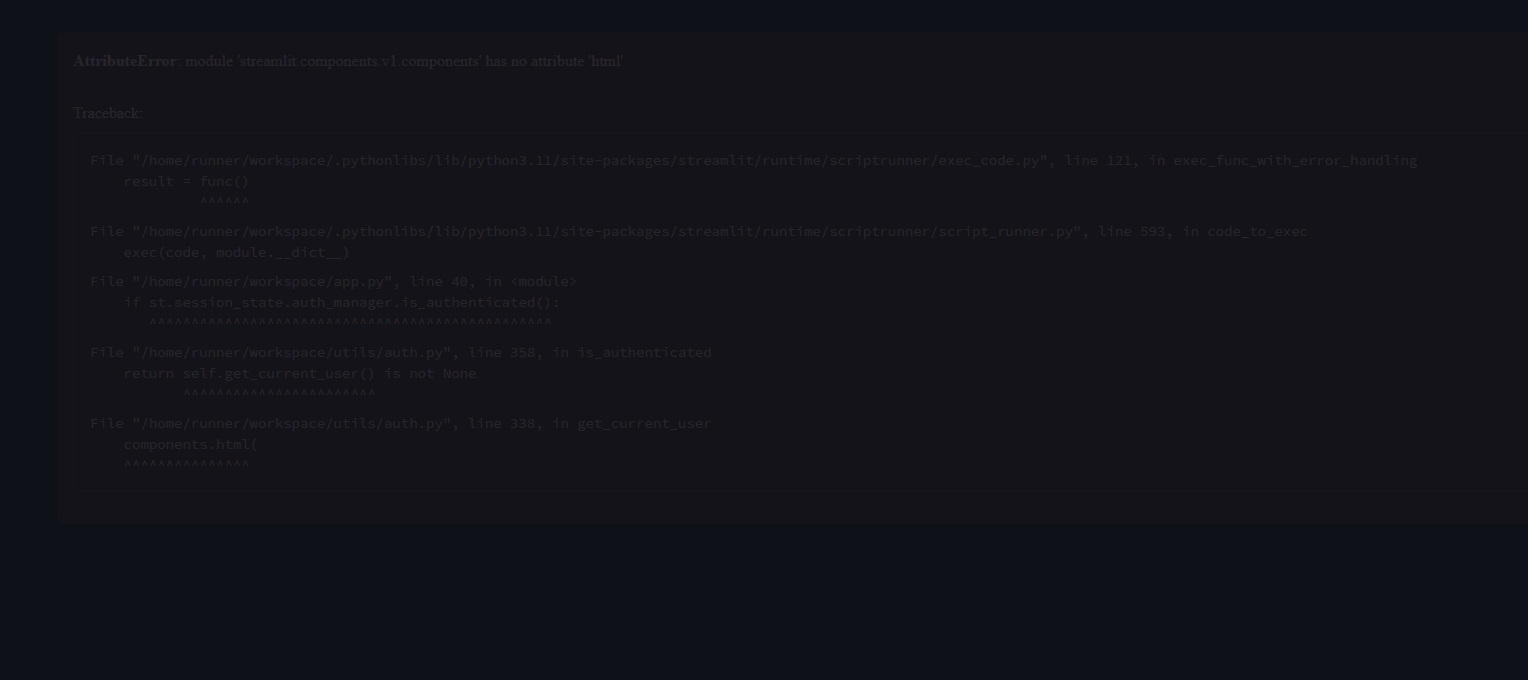 AttributeError: module 'streamlit.components.v1.components' has no attribute 'html'
Traceback:
File "/home/runner/workspace/.pythonlibs/lib/python3.11/site-packages/streamlit/runtime/scriptrunner/exec_code.py", line 121, in exec_func_with_error_handling
    result = func()
             ^^^^^^
File "/home/runner/workspace/.pythonlibs/lib/python3.11/site-packages/streamlit/runtime/scriptrunner/script_runner.py", line 593, in code_to_exec
    exec(code, module.__dict__)
File "/home/runner/workspace/app.py", line 40, in <module>
    if st.session_state.auth_manager.is_authenticated():
       ^^^^^^^^^^^^^^^^^^^^^^^^^^^^^^^^^^^^^^^^^^^^^^^^
File "/home/runner/workspace/utils/auth.py", line 358, in is_authenticated
    return self.get_current_user() is not None
           ^^^^^^^^^^^^^^^^^^^^^^^
File "/home/runner/workspace/utils/auth.py", line 338, in get_current_user
    components.html(
    ^^^^^^^^^^^^^^^